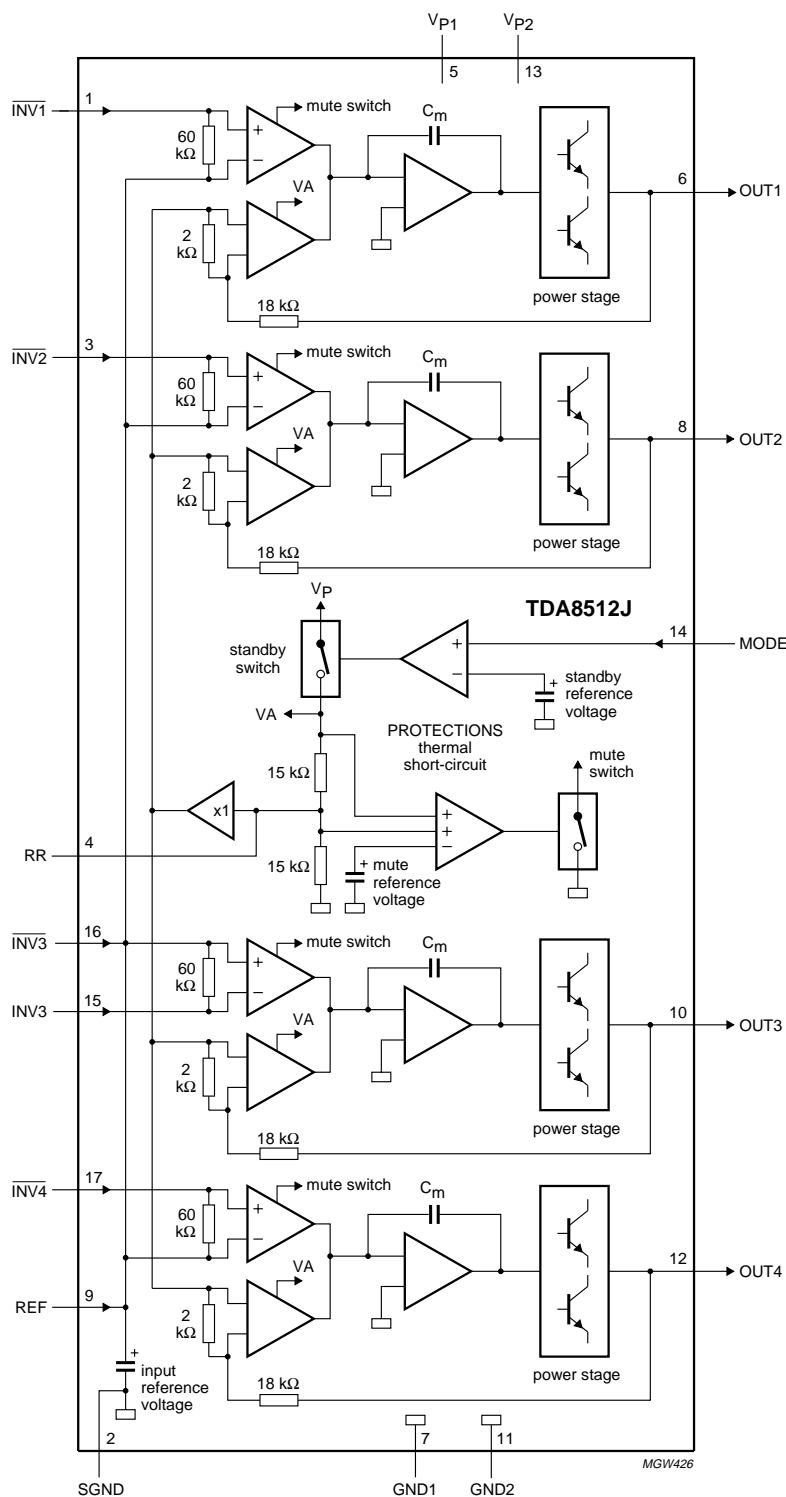 VP1
VP2
5
13
INV1
1
60 kΩ
+
−
mute switch
Cm
VA
2 kΩ
18 kΩ
power stage
6
OUT1
INV2
3
60 kΩ
+
−
mute switch
Cm
VA
2 kΩ
18 kΩ
power stage
8
OUT2
VP
TDA8512J
standby switch
+
−
14
MODE
+
standby reference voltage
VA
PROTECTIONS
thermal
short-circuit
mute switch
15 kΩ
x1
+
+
−
RR
4
15 kΩ
+
mute reference voltage
INV3
16
60 kΩ
+
−
mute switch
Cm
INV3
15
VA
2 kΩ
18 kΩ
power stage
10
OUT3
INV4
17
60 kΩ
+
−
mute switch
Cm
REF
9
VA
2 kΩ
18 kΩ
power stage
12
OUT4
+
input reference voltage
2
7
11
SGND
GND1
GND2
MGW426